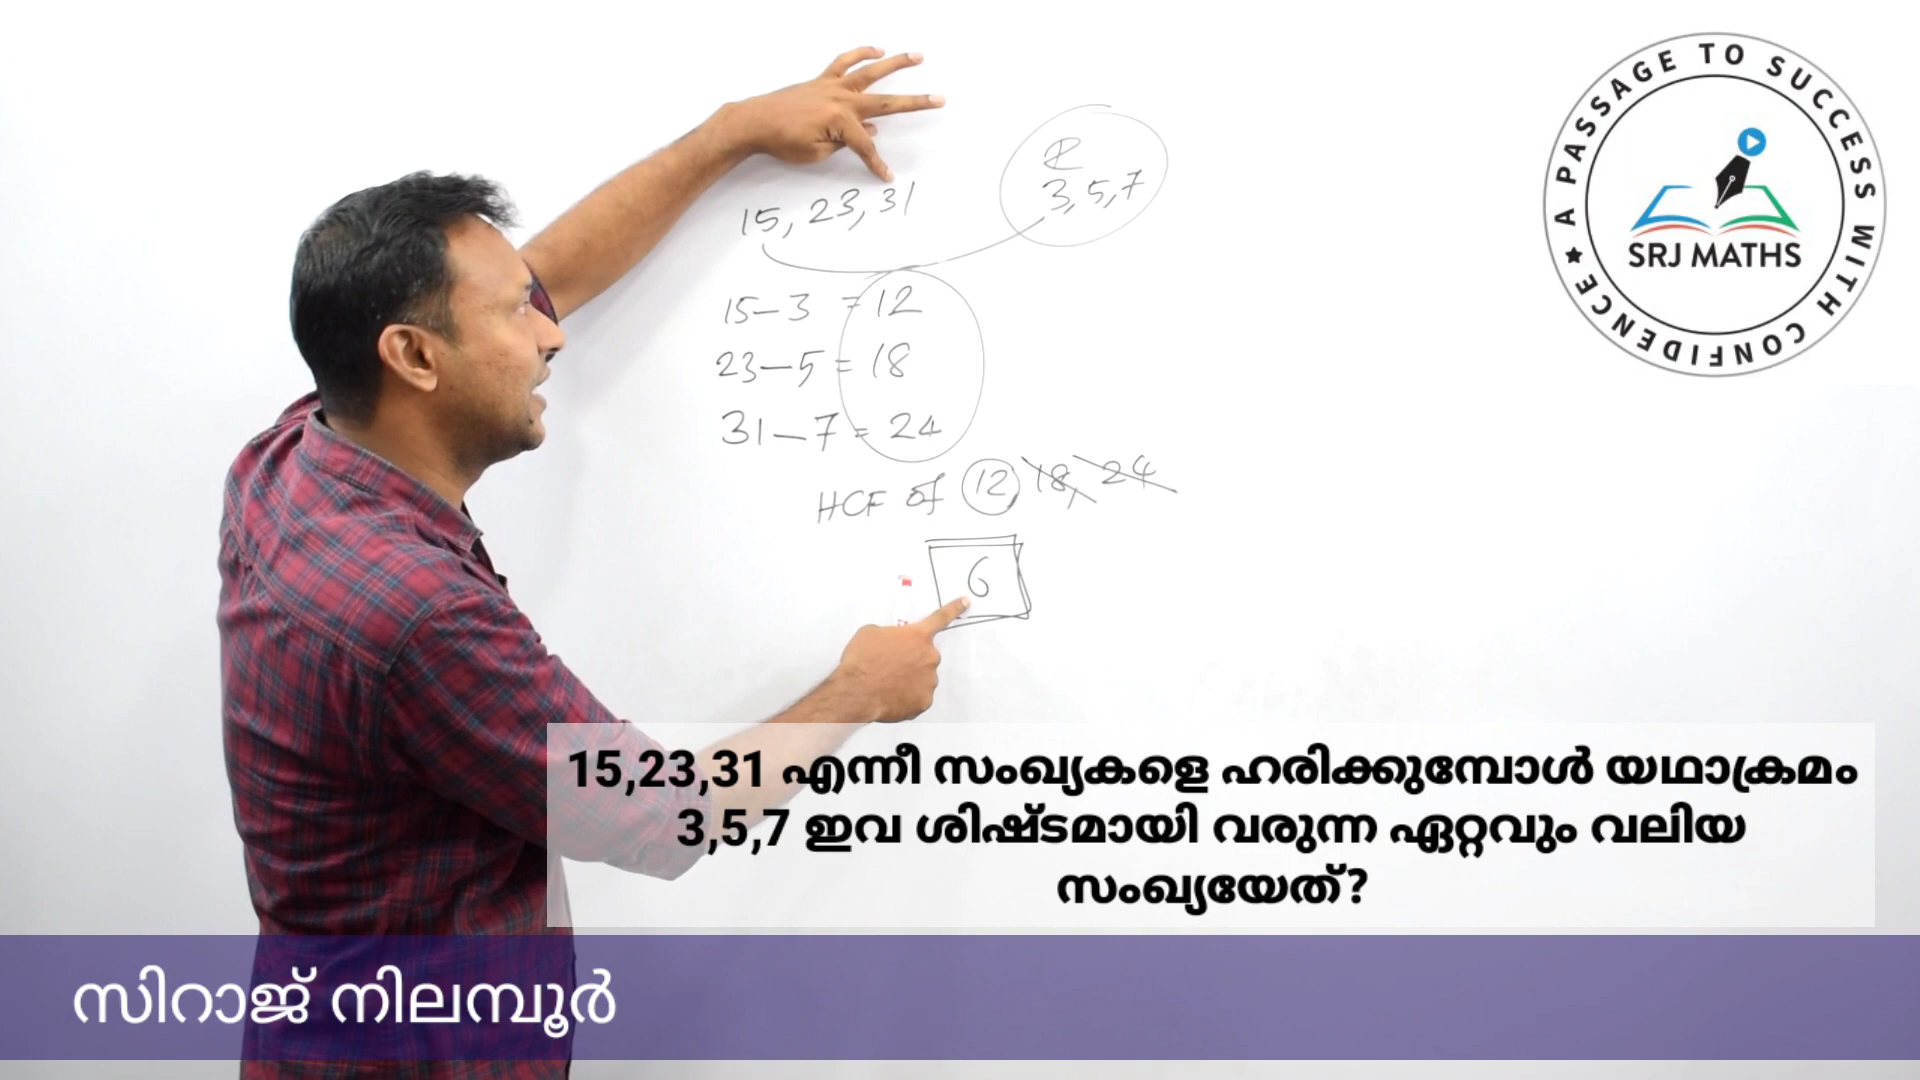 A PASSAGE TO SUCCESS WITH CONFIDENCE ★
SRJ MATHS
R
15, 23, 31 3, 5, 7
15 - 3 = 12
23 - 5 = 18
31 - 7 = 24
HCF of 12, 18, 24
6
15,23,31 എന്നീ സംഖ്യകളെ ഹരിക്കുമ്പോൾ യഥാക്രമം
3,5,7 ഇവ ശിഷ്ടമായി വരുന്ന ഏറ്റവും വലിയ
സംഖ്യയേത്?
സിറാജ് നിലമ്പൂർ